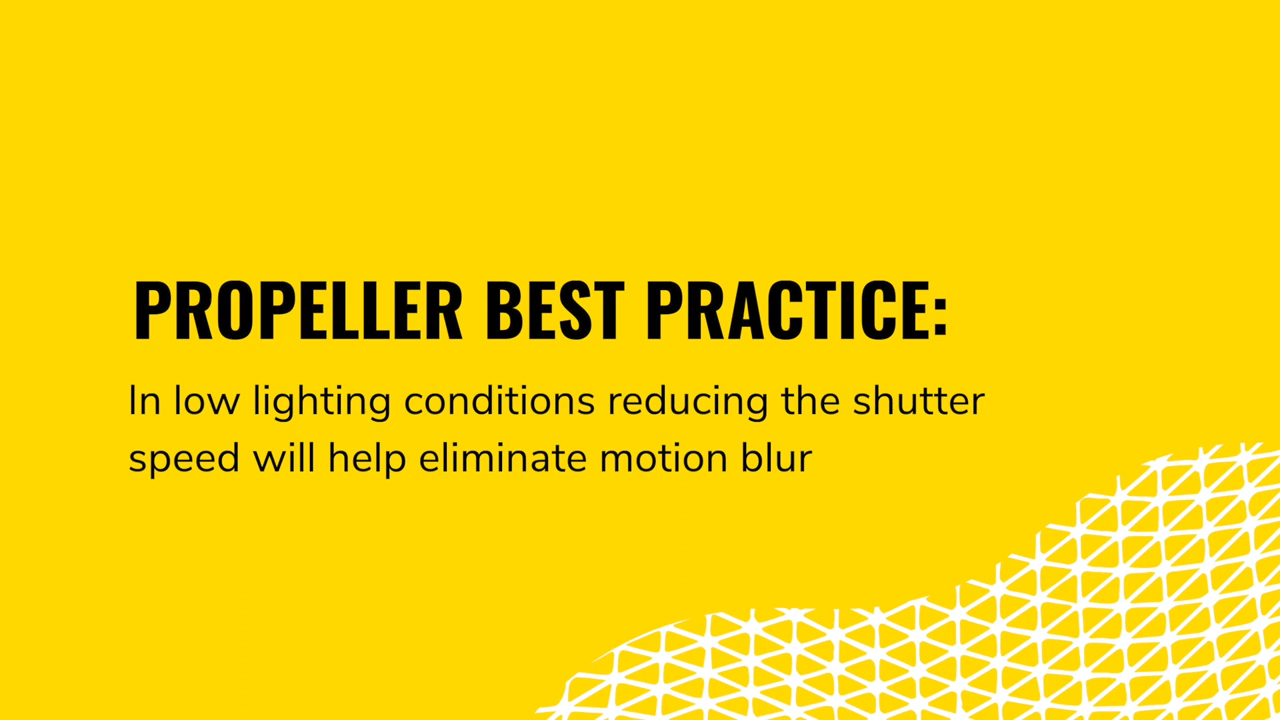 PROPELLER BEST PRACTICE:
In low lighting conditions reducing the shutter
speed will help eliminate motion blur